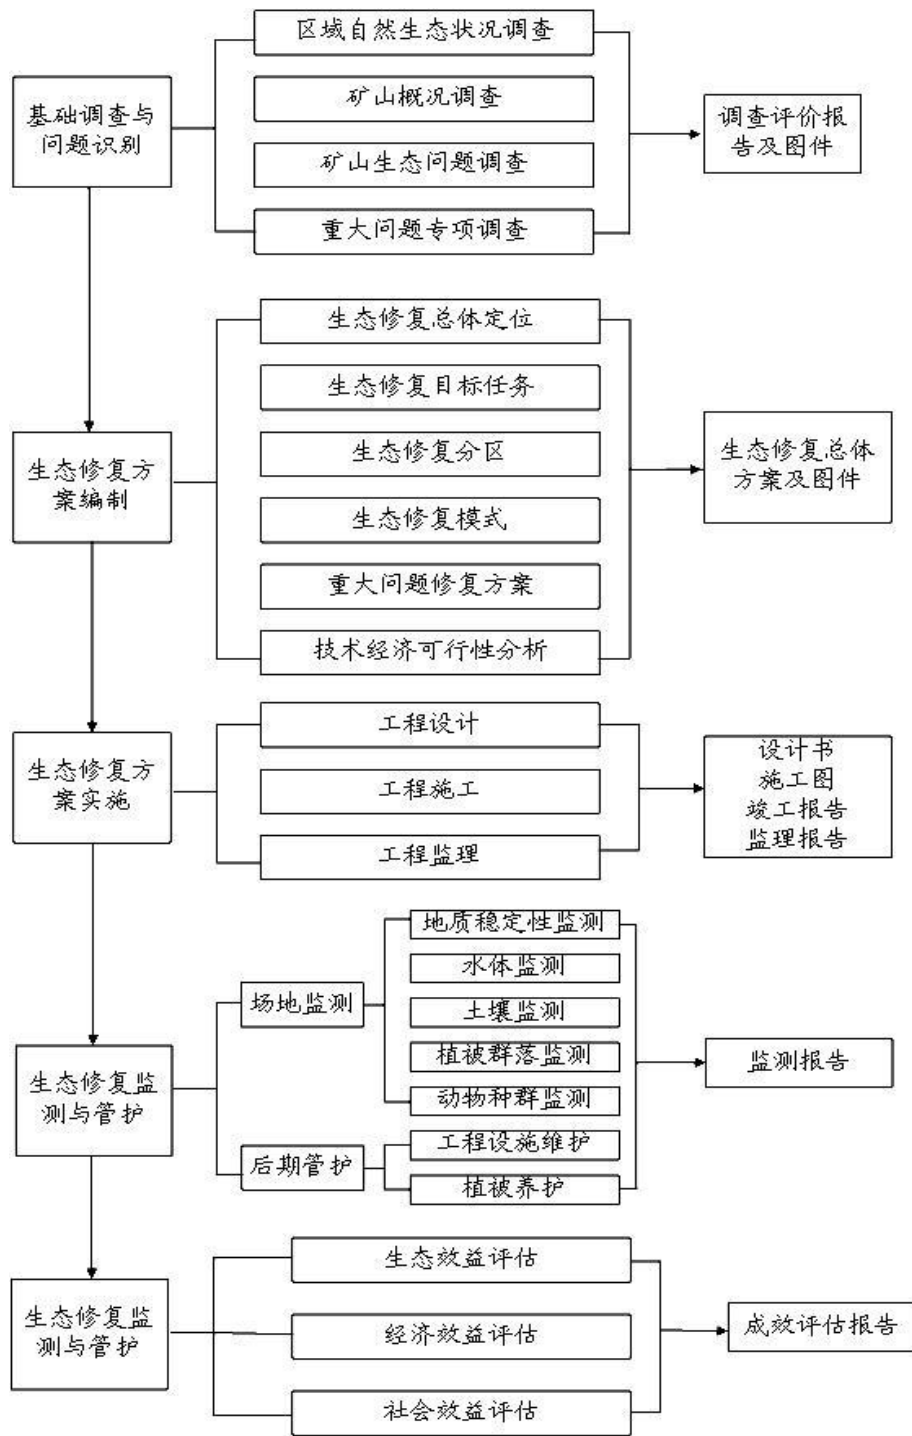 基础调查与
问题识别
区域自然生态状况调查
矿山概况调查
矿山生态问题调查
重大问题专项调查
调查评价报
告及图件
生态修复方
案编制
生态修复总体定位
生态修复目标任务
生态修复分区
生态修复模式
重大问题修复方案
技术经济可行性分析
生态修复总体
方案及图件
生态修复方
案实施
工程设计
工程施工
工程监理
设计书
施工图
竣工报告
监理报告
生态修复监
测与管护
场地监测
地质稳定性监测
水体监测
土壤监测
植被群落监测
动物种群监测
后期管护
工程设施维护
植被养护
监测报告
生态修复监
测与管护
生态效益评估
经济效益评估
社会效益评估
成效评估报告